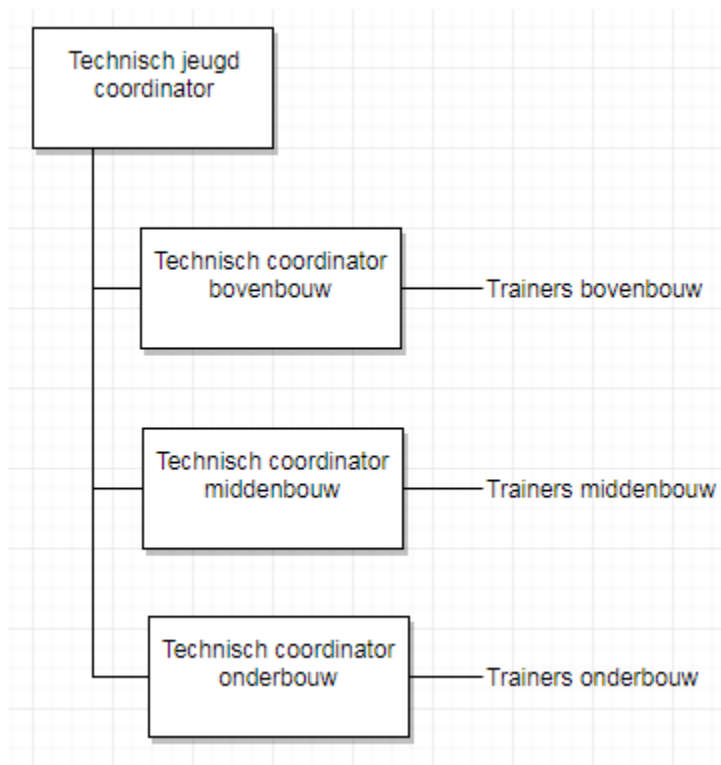 Technisch jeugd
coordinator
Technisch coordinator
bovenbouw
Trainers bovenbouw
Technisch coordinator
middenbouw
Trainers middenbouw
Technisch coordinator
onderbouw
Trainers onderbouw